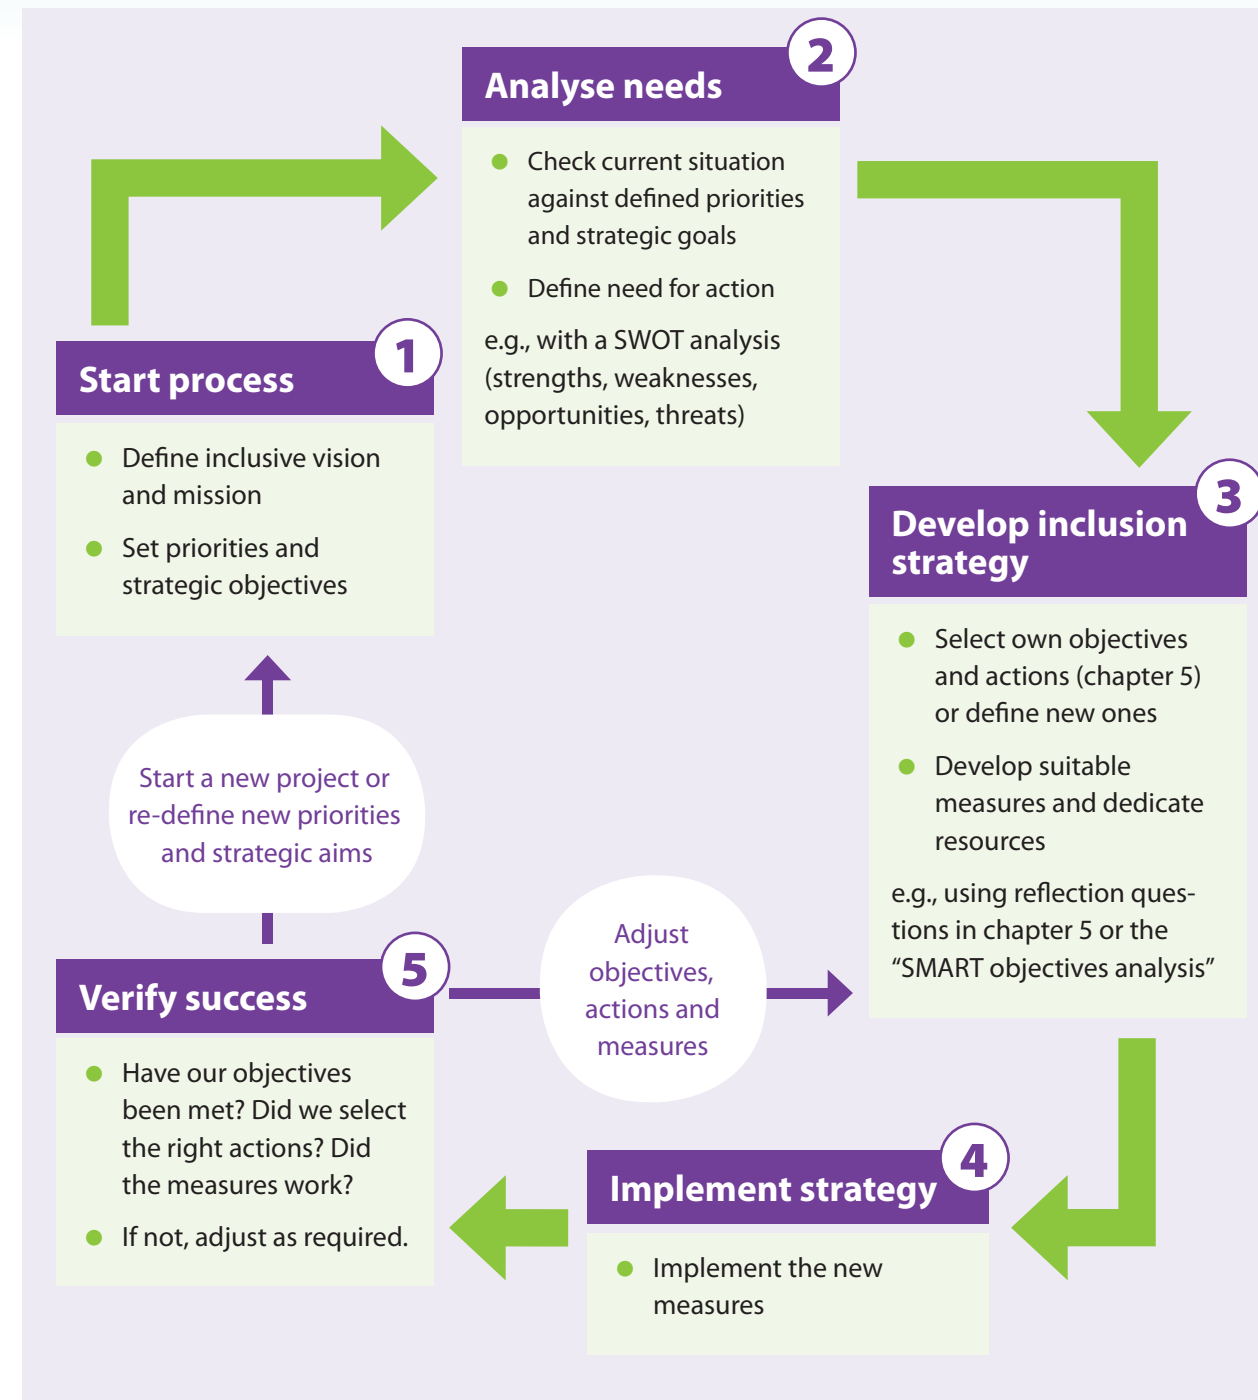 1
Start process
● Define inclusive vision
and mission
● Set priorities and
strategic objectives
2
Analyse needs
● Check current situation
against defined priorities
and strategic goals
● Define need for action
e.g., with a SWOT analysis
(strengths, weaknesses,
opportunities, threats)
3
Develop inclusion
strategy
● Select own objectives
and actions (chapter 5)
or define new ones
● Develop suitable
measures and dedicate
resources
e.g., using reflection ques-
tions in chapter 5 or the
“SMART objectives analysis”
4
Implement strategy
● Implement the new
measures
5
Verify success
● Have our objectives
been met? Did we select
the right actions? Did
the measures work?
● If not, adjust as required.
Adjust
objectives,
actions and
measures
Start a new project or
re-define new priorities
and strategic aims